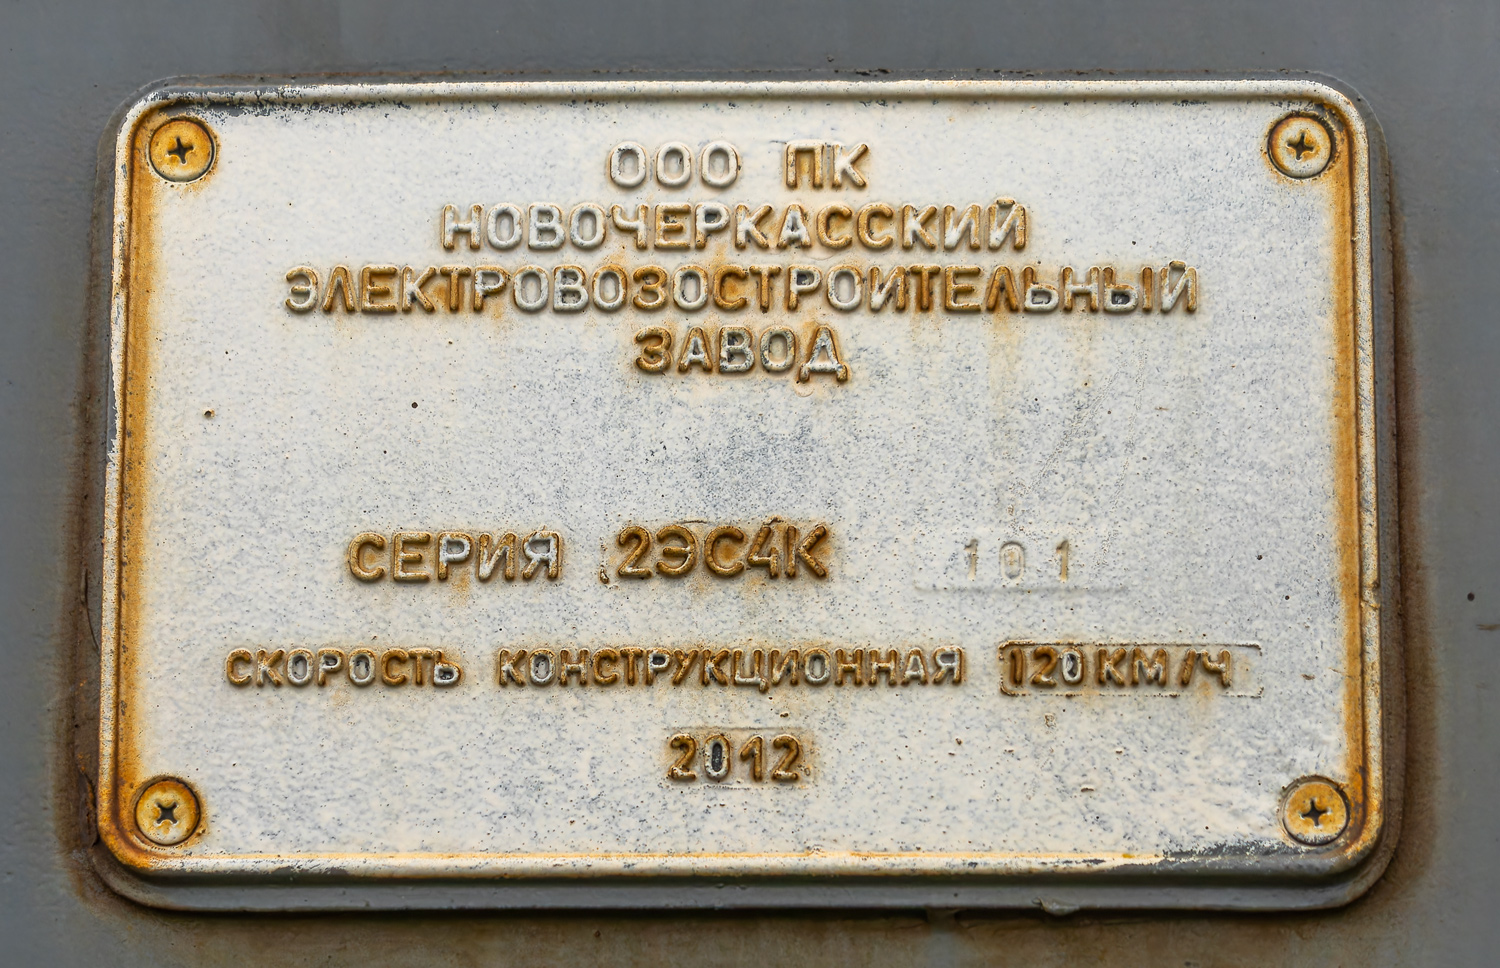 ООО ПК
НОВОЧЕРКАССКИЙ
ЭЛЕКТРОВОЗОСТРОИТЕЛЬНЫЙ
ЗАВОД
СЕРИЯ 2ЭС4К 101
СКОРОСТЬ КОНСТРУКЦИОННАЯ 120 КМ/Ч
2012